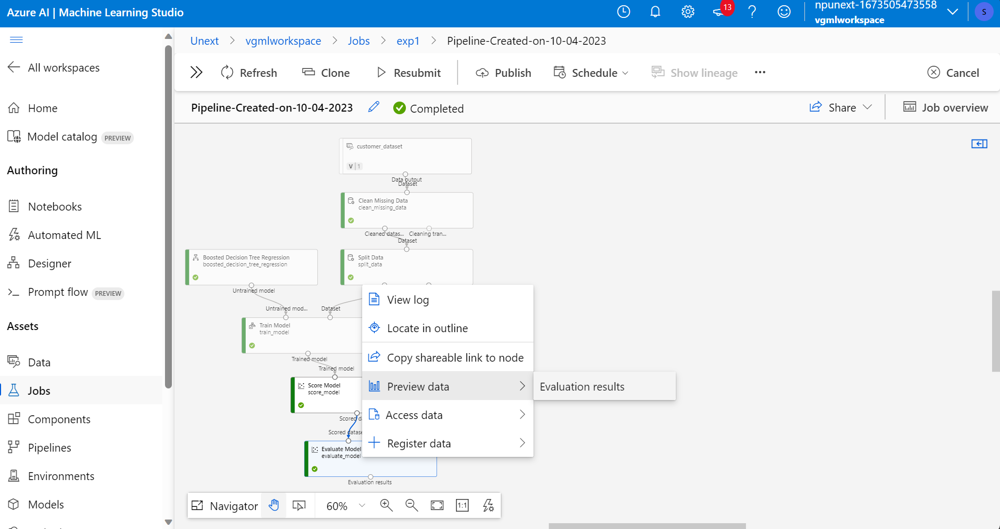 Azure AI | Machine Learning Studio
13
npunext-1673505473558
vgmlworkspace
S
All workspaces
Home
Model catalog PREVIEW
Authoring
Notebooks
Automated ML
Designer
Prompt flow PREVIEW
Assets
Data
Jobs
Components
Pipelines
Environments
Models
Unext > vgmlworkspace > Jobs > exp1 > Pipeline-Created-on-10-04-2023
Refresh
Clone
Resubmit
Publish
Schedule
Show lineage
Cancel
Pipeline-Created-on-10-04-2023
Completed
Share
Job overview
customer_dataset
V 1
Data output
Dataset
Clean Missing Data
clean_missing_data
Cleaned datas... Cleaning tran...
Dataset
Boosted Decision Tree Regression
boosted_decision_tree_regression
Split Data
split_data
Untrained model
Untrained mod... Dataset
Train Model
train_model
Trained model
Trained model
Score Model
score_model
Scored d
Scored datase
Evaluate Model
evaluate_model
Evaluation results
View log
Locate in outline
Copy shareable link to node
Preview data
Evaluation results
Access data
Register data
Navigator
60%
1:1